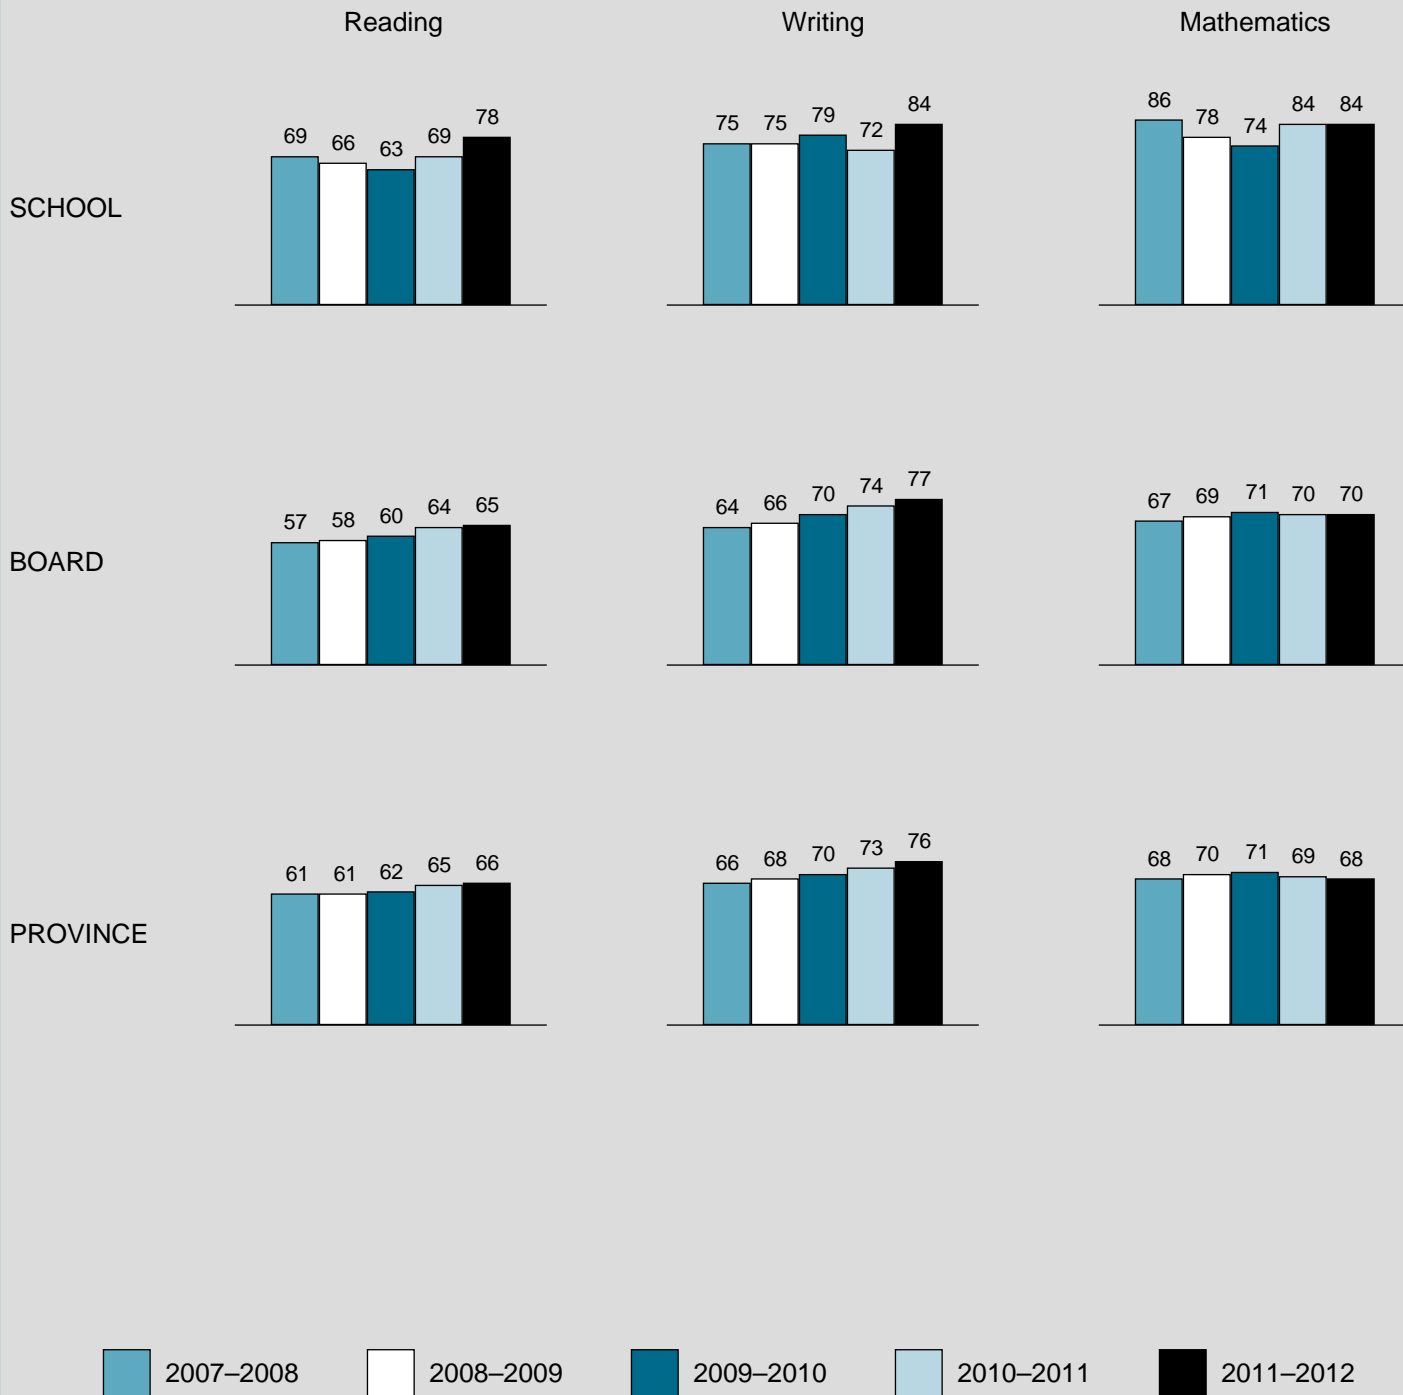 Reading Writing Mathematics
SCHOOL
69 66 63 69 78
75 75 79 72 84
86 78 74 84 84
BOARD
57 58 60 64 65
64 66 70 74 77
67 69 71 70 70
PROVINCE
61 61 62 65 66
66 68 70 73 76
68 70 71 69 68
2007–2008 2008–2009 2009–2010 2010–2011 2011–2012